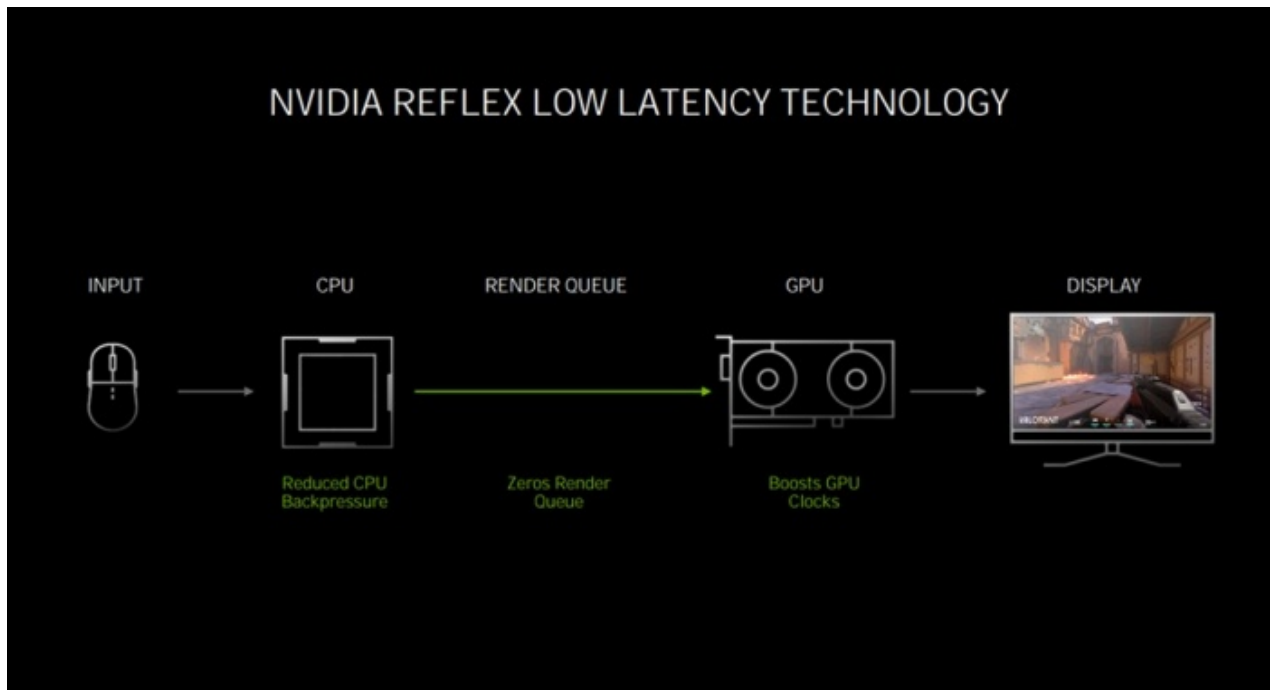 NVIDIA REFLEX LOW LATENCY TECHNOLOGY
INPUT
CPU
RENDER QUEUE
GPU
DISPLAY
VALORANT
Reduced CPU
Backpressure
Zeros Render
Queue
Boosts GPU
Clocks